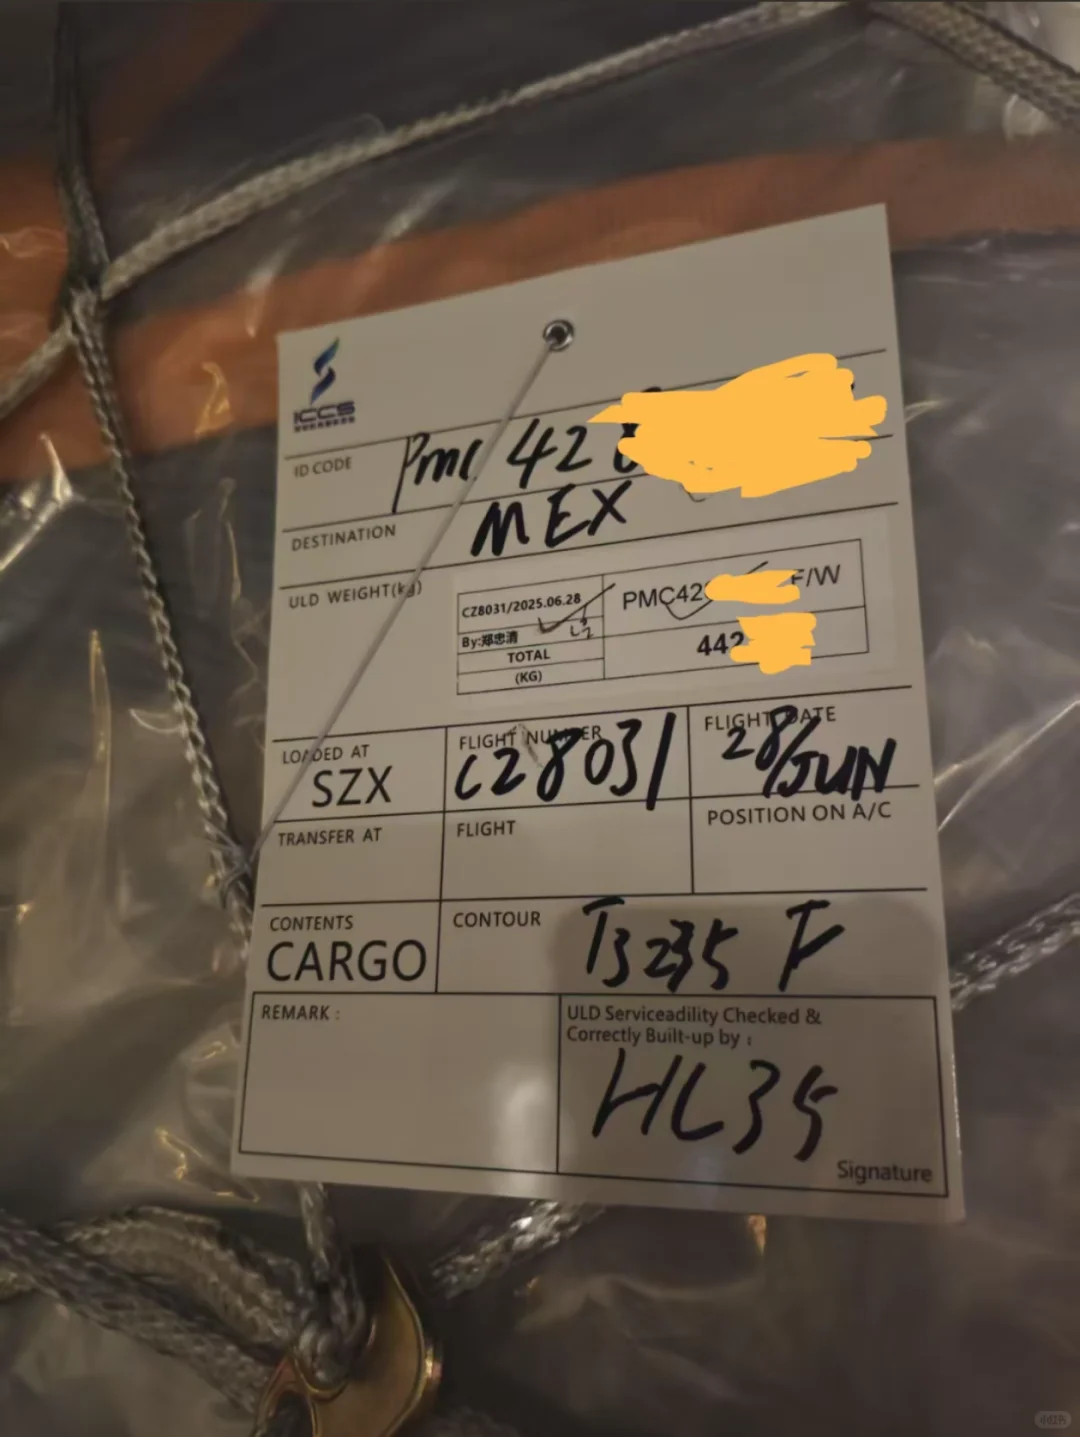 ICCS
ID CODE PMC 42
DESTINATION MEX
ULD WEIGHT(kg)
CZ8031/2025.06.28 PMC42 F/W
By:郑忠清
TOTAL 442
(KG)
LOADED AT SZX
FLIGHT NUMBER CZ8031
FLIGHT DATE 28/JUN
TRANSFER AT
FLIGHT
POSITION ON A/C
CONTENTS CARGO
CONTOUR
REMARK :
ULD Serviceadility Checked &
Correctly Built-up by :
HL35
Signature